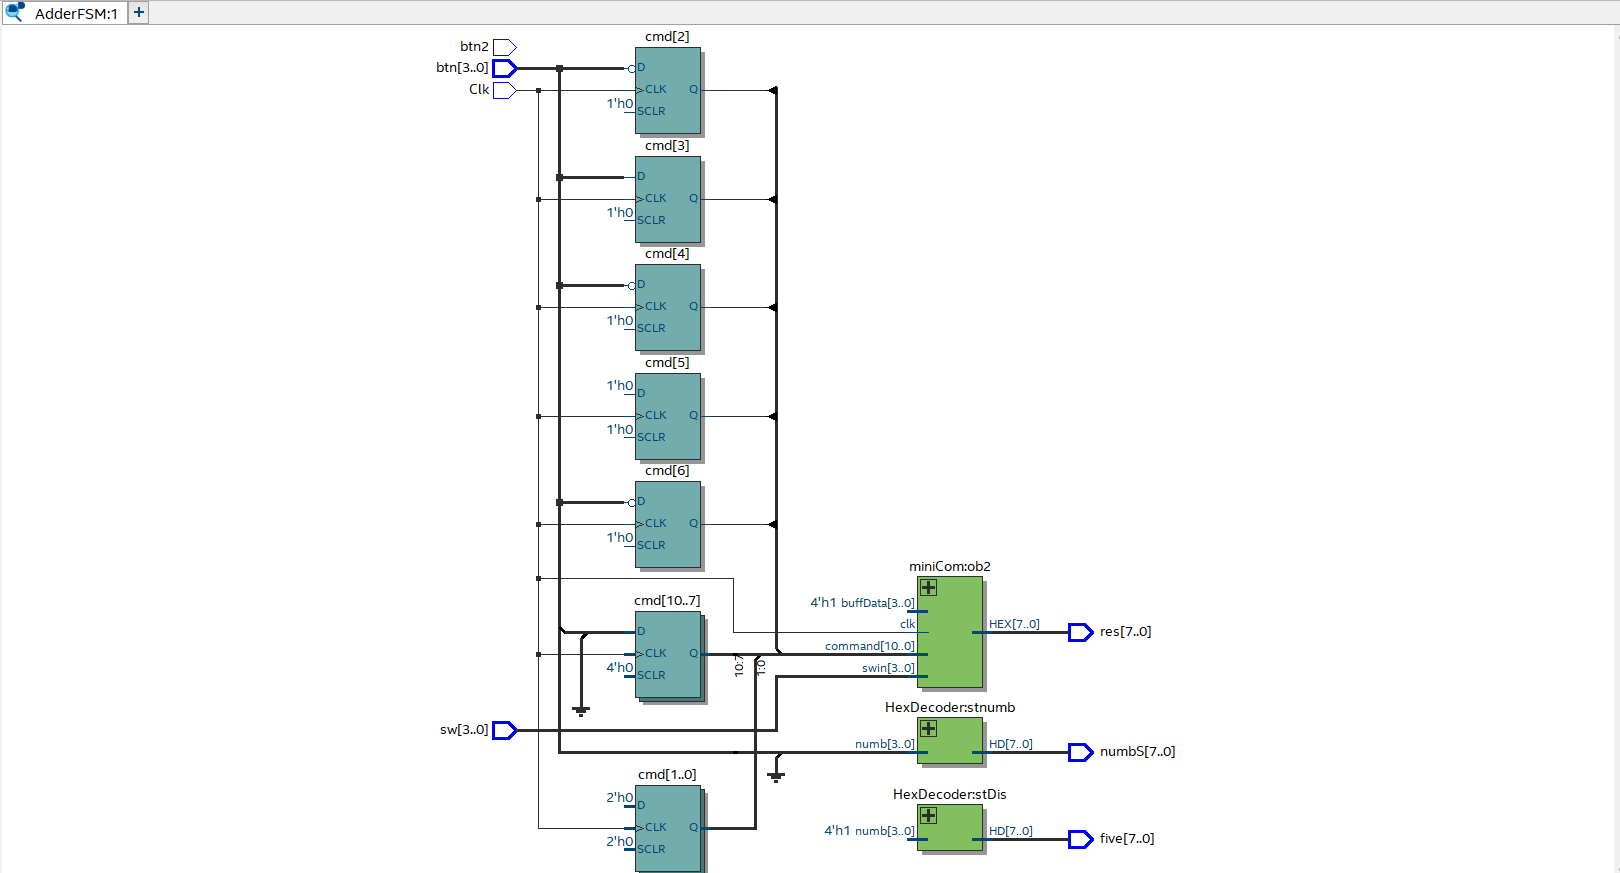 AdderFSM:1
+
cmd[2]
btn2
btn[3..0]
Clk
D
CLK
Q
1'h0
SCLR
cmd[3]
D
CLK
Q
1'h0
SCLR
cmd[4]
D
CLK
Q
1'h0
SCLR
cmd[5]
1'h0
D
CLK
Q
1'h0
SCLR
cmd[6]
D
CLK
Q
1'h0
SCLR
cmd[10..7]
D
CLK
Q
4'h0
SCLR
10:7
1:0
miniCom:ob2
4'h1 buffData[3..0]
clk
command[10..0]
swin[3..0]
HEX[7..0]
res[7..0]
sw[3..0]
HexDecoder:stnumb
numb[3..0]
HD[7..0]
numbS[7..0]
cmd[1..0]
2'h0
D
CLK
Q
2'h0
SCLR
HexDecoder:stDis
4'h1 numb[3..0]
HD[7..0]
five[7..0]